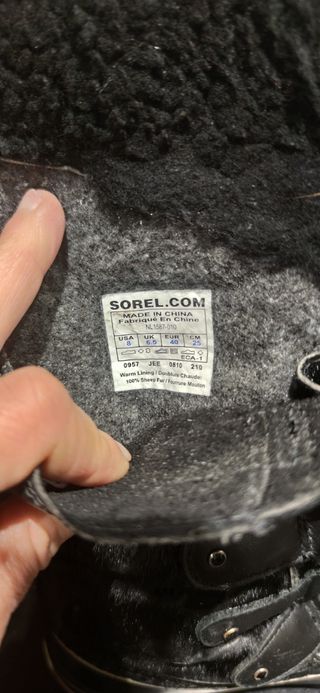 SOREL.COM
MADE IN CHINA
Fabriqué En Chine
NL1587-010
USA UK EUR CM
8 6.5 40 25
ECA-1
0957 JEE 0810 210
Warm Lining / Doublure Chaude:
100% Sheep Fur / Fourrure Mouton